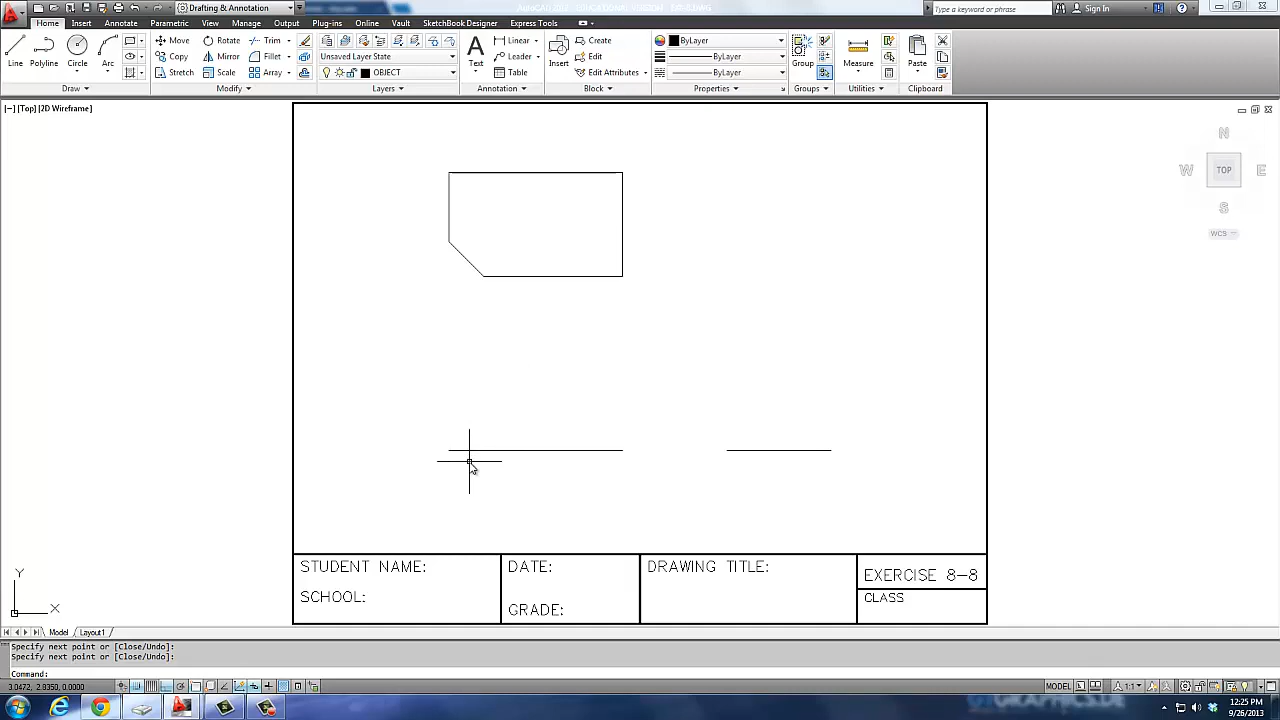 Drafting & Annotation
Type a keyword or phrase
Sign In
Home Insert Annotate Parametric View Manage Output Plug-ins Online Vault SketchBook Designer Express Tools
Move Rotate Trim
Copy Mirror Fillet
Stretch Scale Array
Line Polyline Circle Arc
Unsaved Layer State
OBJECT
Text
Linear
Leader
Table
Insert
Create
Edit
Edit Attributes
ByLayer
ByLayer
ByLayer
Group
Measure
Paste
Draw Modify Layers Annotation Block Properties Groups Utilities Clipboard
[−] [Top] [2D Wireframe]
N
W TOP E
S
WCS
STUDENT NAME:
SCHOOL:
DATE:
GRADE:
DRAWING TITLE:
EXERCISE 8-8
CLASS
Y
X
Model Layout1
Specify next point or [Close/Undo]:
Specify next point or [Close/Undo]:
Command:
3.0472, 2.8350, 0.0000
MODEL
1:1
12:25 PM
9/26/2013